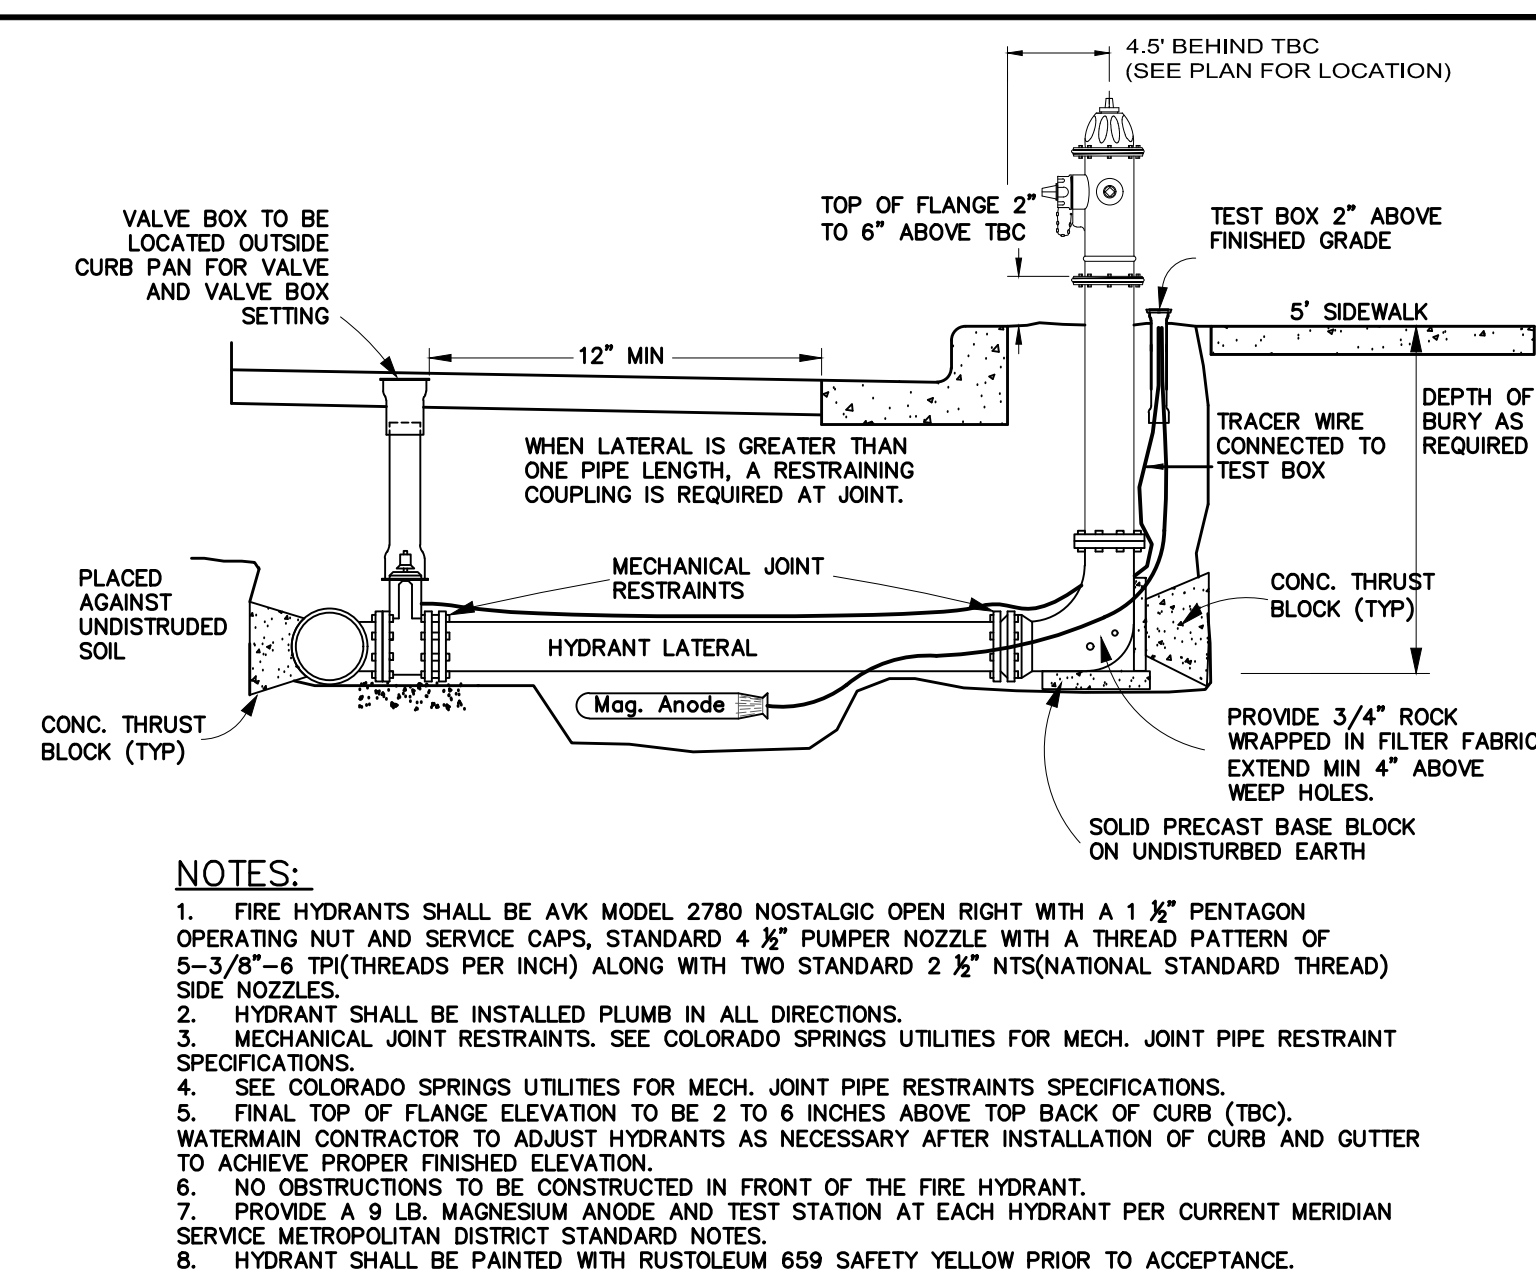 4.5' BEHIND TBC
(SEE PLAN FOR LOCATION)
TOP OF FLANGE 2"
TO 6" ABOVE TBC
TEST BOX 2" ABOVE
FINISHED GRADE
VALVE BOX TO BE
LOCATED OUTSIDE
CURB PAN FOR VALVE
AND VALVE BOX
SETTING
5' SIDEWALK
12" MIN
DEPTH OF
BURY AS
REQUIRED
TRACER WIRE
CONNECTED TO
TEST BOX
WHEN LATERAL IS GREATER THAN
ONE PIPE LENGTH, A RESTRAINING
COUPLING IS REQUIRED AT JOINT.
MECHANICAL JOINT
RESTRAINTS
PLACED
AGAINST
UNDISTRUDED
SOIL
CONC. THRUST
BLOCK (TYP)
HYDRANT LATERAL
Mag. Anode
CONC. THRUST
BLOCK (TYP)
PROVIDE 3/4" ROCK
WRAPPED IN FILTER FABRIC
EXTEND MIN 4" ABOVE
WEEP HOLES.
SOLID PRECAST BASE BLOCK
ON UNDISTURBED EARTH
NOTES:
1. FIRE HYDRANTS SHALL BE AVK MODEL 2780 NOSTALGIC OPEN RIGHT WITH A 1 ½" PENTAGON
OPERATING NUT AND SERVICE CAPS, STANDARD 4 ½" PUMPER NOZZLE WITH A THREAD PATTERN OF
5-3/8"-6 TPI(THREADS PER INCH) ALONG WITH TWO STANDARD 2 ½" NTS(NATIONAL STANDARD THREAD)
SIDE NOZZLES.
2. HYDRANT SHALL BE INSTALLED PLUMB IN ALL DIRECTIONS.
3. MECHANICAL JOINT RESTRAINTS. SEE COLORADO SPRINGS UTILITIES FOR MECH. JOINT PIPE RESTRAINT
SPECIFICATIONS.
4. SEE COLORADO SPRINGS UTILITIES FOR MECH. JOINT PIPE RESTRAINTS SPECIFICATIONS.
5. FINAL TOP OF FLANGE ELEVATION TO BE 2 TO 6 INCHES ABOVE TOP BACK OF CURB (TBC).
WATERMAIN CONTRACTOR TO ADJUST HYDRANTS AS NECESSARY AFTER INSTALLATION OF CURB AND GUTTER
TO ACHIEVE PROPER FINISHED ELEVATION.
6. NO OBSTRUCTIONS TO BE CONSTRUCTED IN FRONT OF THE FIRE HYDRANT.
7. PROVIDE A 9 LB. MAGNESIUM ANODE AND TEST STATION AT EACH HYDRANT PER CURRENT MERIDIAN
SERVICE METROPOLITAN DISTRICT STANDARD NOTES.
8. HYDRANT SHALL BE PAINTED WITH RUSTOLEUM 659 SAFETY YELLOW PRIOR TO ACCEPTANCE.